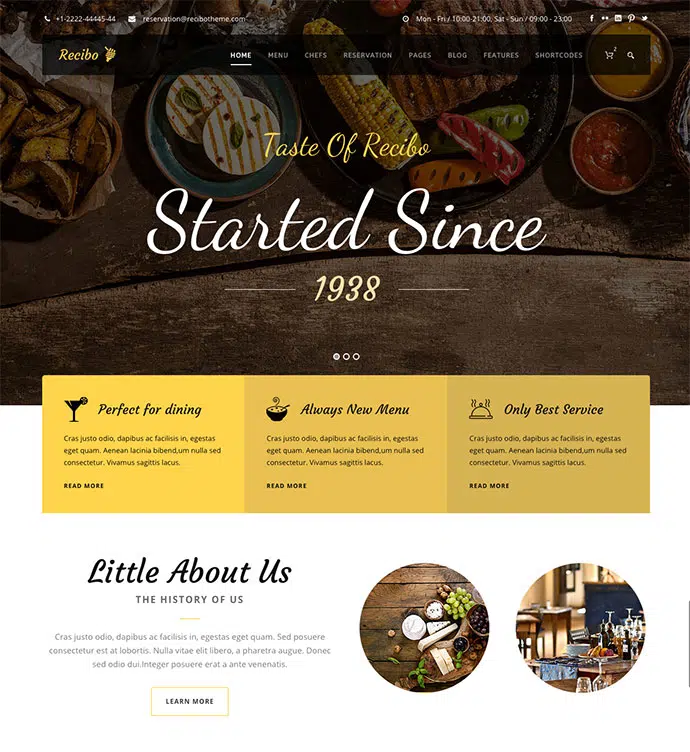 +1-2222-44445-44 reservation@recibotheme.com Mon - Fri / 10:00-21:00, Sat - Sun / 09:00 - 23:00
Recibo HOME MENU CHEFS RESERVATION PAGES BLOG FEATURES SHORTCODES 2
Taste Of Recibo
Started Since
1938
Perfect for dining
Cras justo odio, dapibus ac facilisis in, egestas
eget quam. Aenean lacinia bibendum nulla sed
consectetur. Vivamus sagittis lacus.
READ MORE
Always New Menu
Cras justo odio, dapibus ac facilisis in, egestas
eget quam. Aenean lacinia bibend,um nulla sed
consectetur. Vivamus sagittis lacus.
READ MORE
Only Best Service
Cras justo odio, dapibus ac facilisis in, egestas
eget quam. Aenean lacinia bibend,um nulla sed
consectetur. Vivamus sagittis lacus.
READ MORE
Little About Us
THE HISTORY OF US
Cras justo odio, dapibus ac facilisis in, egestas eget quam. Sed posuere
consectetur est at lobortis. Nulla vitae elit libero, a pharetra augue. Donec
sed odio dui.Integer posuere erat a ante venenatis.
LEARN MORE